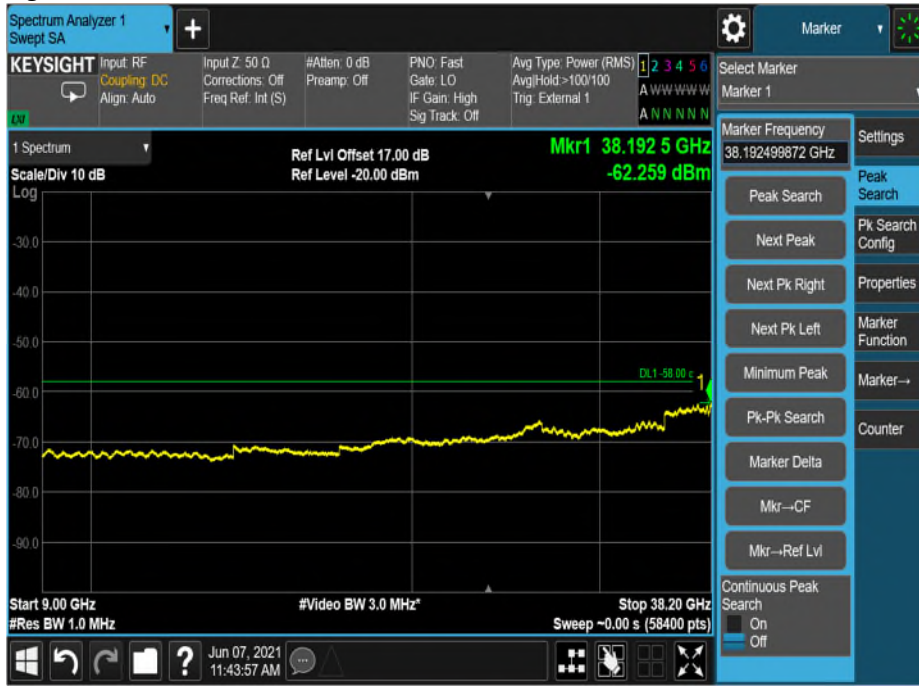 Spectrum Analyzer 1
Swept SA
+
Marker
KEYSIGHT
Input: RF
Coupling: DC
Align: Auto
LXI
Input Z: 50 Ω
Corrections: Off
Freq Ref: Int (S)
#Atten: 0 dB
Preamp: Off
PNO: Fast
Gate: LO
IF Gain: High
Sig Track: Off
Avg Type: Power (RMS)
Avg|Hold:>100/100
Trig: External 1
1 2 3 4 5 6
A W W W W W
A N N N N N
Select Marker
Marker 1
1 Spectrum
Scale/Div 10 dB
Log
Ref Lvl Offset 17.00 dB
Ref Level -20.00 dBm
Mkr1 38.192 5 GHz
-62.259 dBm
-30.0
-40.0
-50.0
-60.0
-70.0
-80.0
-90.0
DL1 -58.00
1
Start 9.00 GHz
#Res BW 1.0 MHz
#Video BW 3.0 MHz*
Stop 38.20 GHz
Sweep ~0.00 s (58400 pts)
Marker Frequency
38.192499872 GHz
Peak Search
Next Peak
Next Pk Right
Next Pk Left
Minimum Peak
Pk-Pk Search
Marker Delta
Mkr→CF
Mkr→Ref Lvl
Continuous Peak
Search
On
Off
Settings
Peak
Search
Pk Search
Config
Properties
Marker
Function
Marker→
Counter
?
Jun 07, 2021
11:43:57 AM